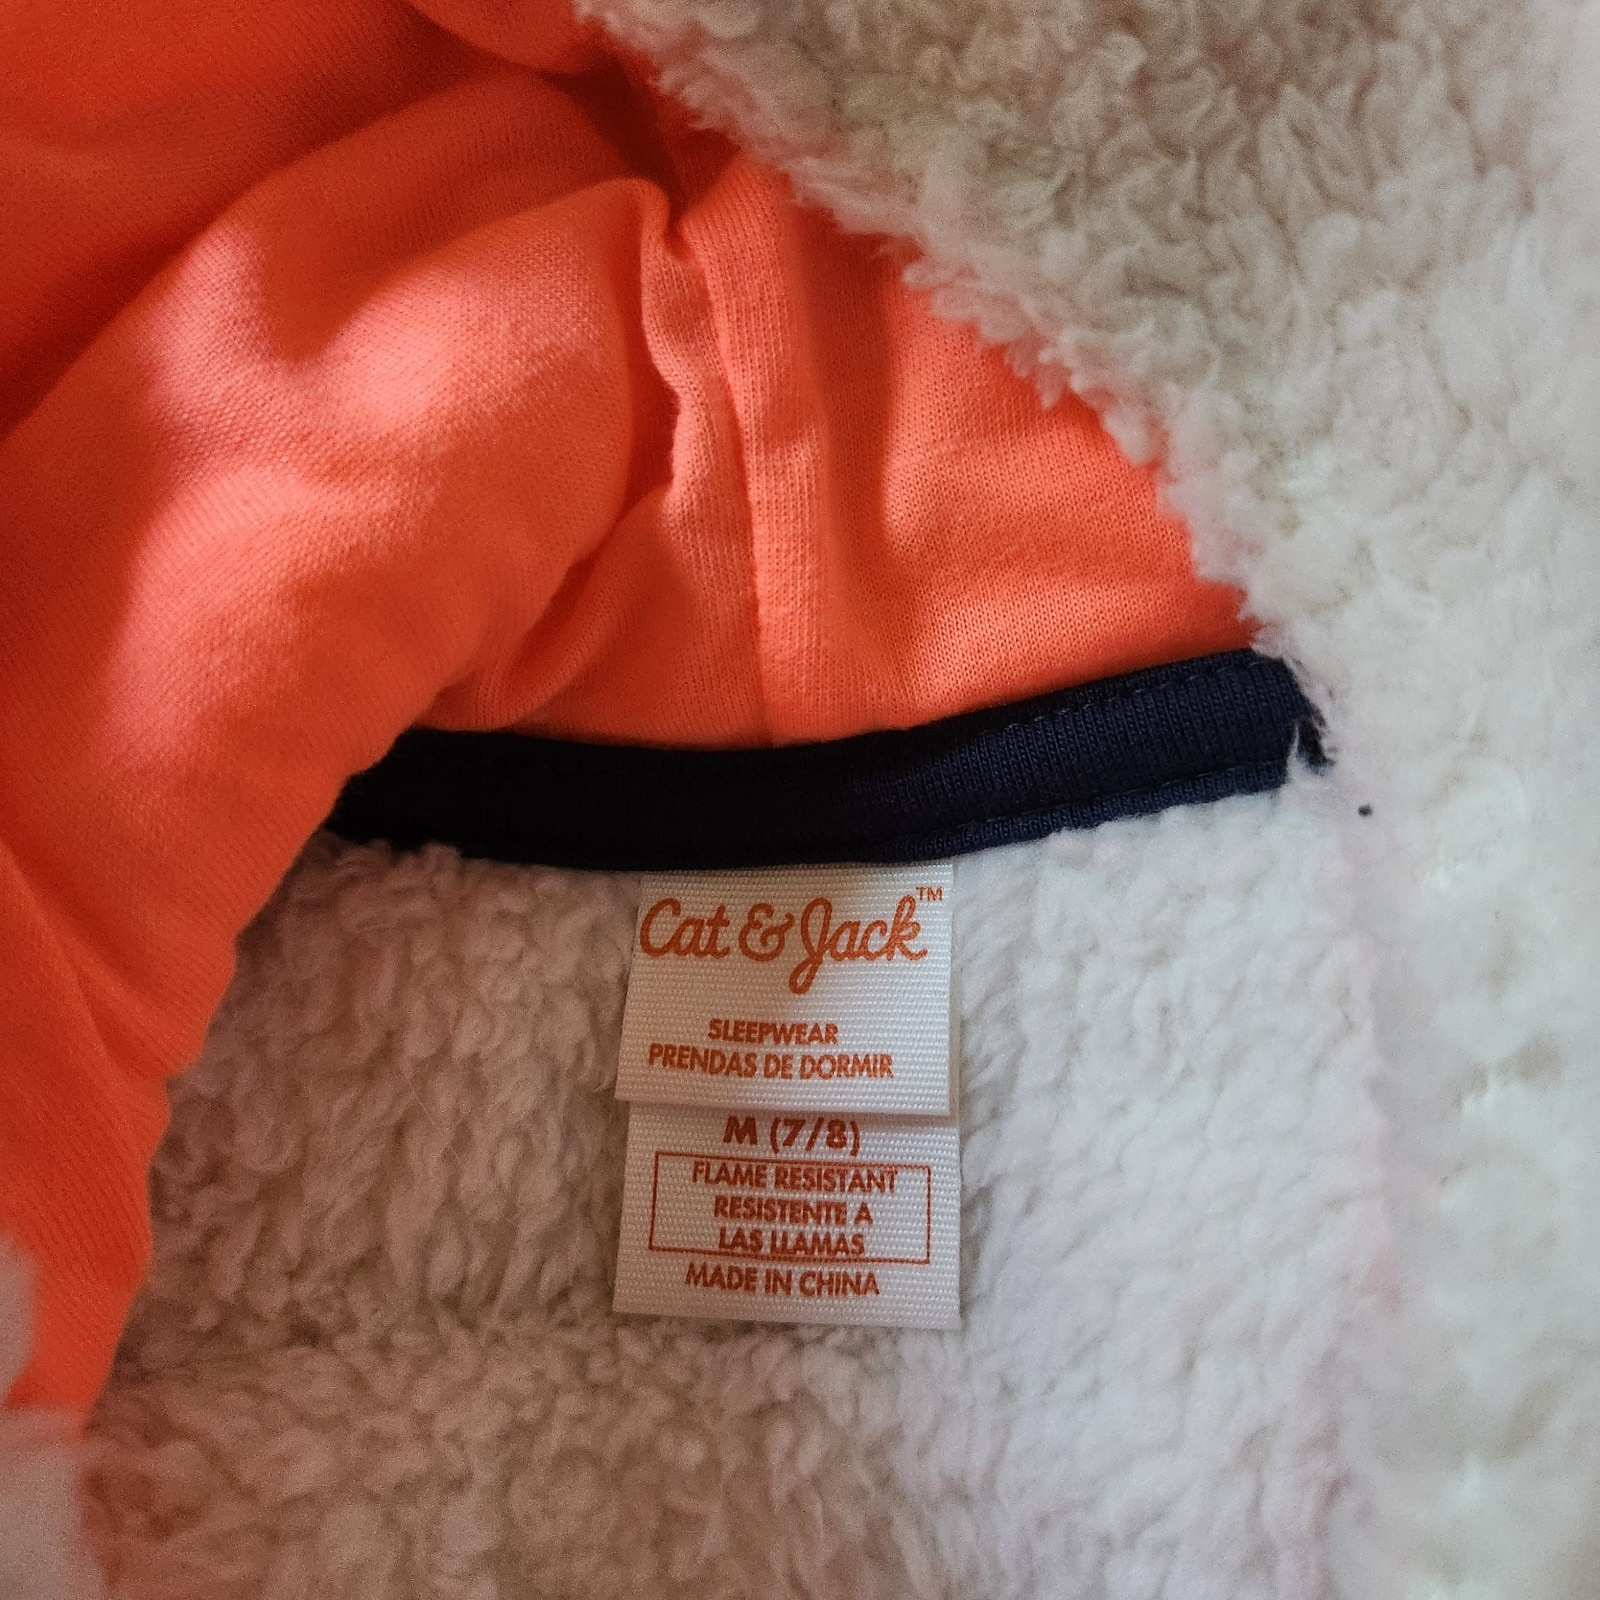 Cat & Jack™
SLEEPWEAR
PRENDAS DE DORMIR
M (7/8)
FLAME RESISTANT
RESISTENTE A
LAS LLAMAS
MADE IN CHINA